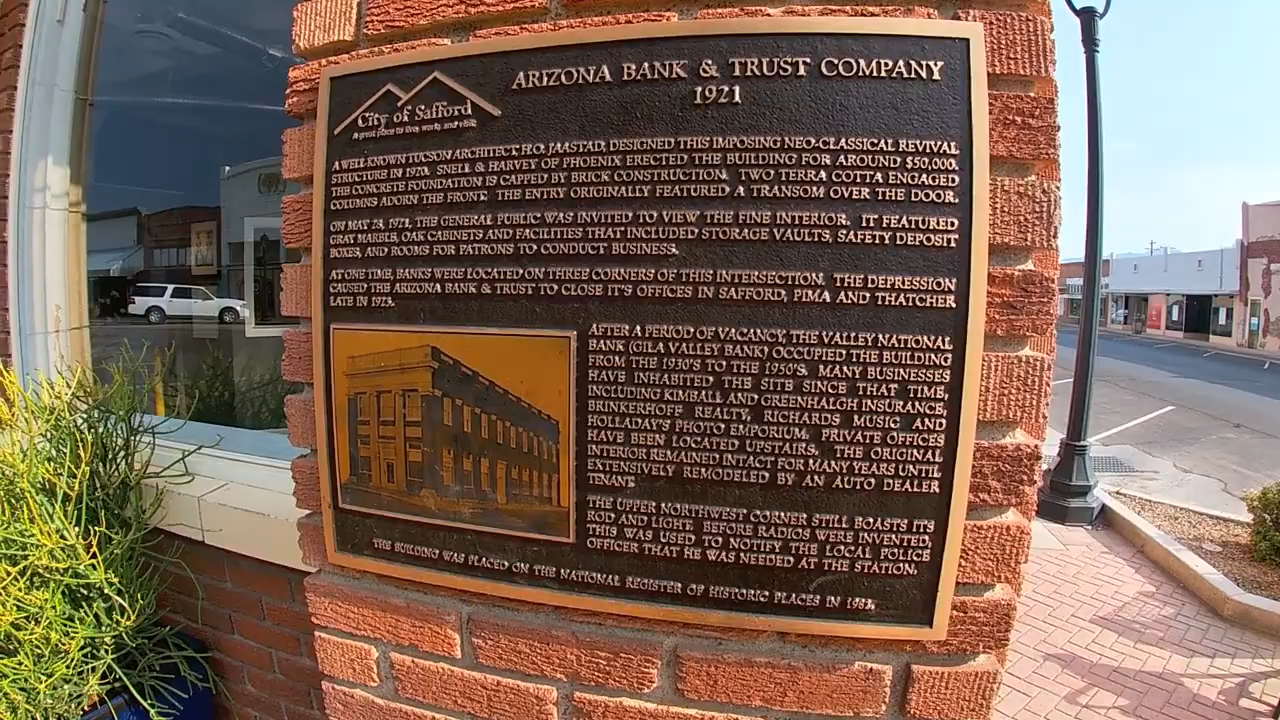 ARIZONA BANK & TRUST COMPANY
1921
City of Safford
A great place to live, work, and visit.
A WELL KNOWN TUCSON ARCHITECT, H.O. JAASTAD, DESIGNED THIS IMPOSING NEO-CLASSICAL REVIVAL
STRUCTURE IN 1920. SNELL & HARVEY OF PHOENIX ERECTED THE BUILDING FOR AROUND $50,000.
THE CONCRETE FOUNDATION IS CAPPED BY BRICK CONSTRUCTION. TWO TERRA COTTA ENGAGED
COLUMNS ADORN THE FRONT. THE ENTRY ORIGINALLY FEATURED A TRANSOM OVER THE DOOR.
ON MAY 23, 1921, THE GENERAL PUBLIC WAS INVITED TO VIEW THE FINE INTERIOR. IT FEATURED
GRAY MARBLE, OAK CABINETS AND FACILITIES THAT INCLUDED STORAGE VAULTS, SAFETY DEPOSIT
BOXES, AND ROOMS FOR PATRONS TO CONDUCT BUSINESS.
AT ONE TIME, BANKS WERE LOCATED ON THREE CORNERS OF THIS INTERSECTION. THE DEPRESSION
CAUSED THE ARIZONA BANK & TRUST TO CLOSE IT'S OFFICES IN SAFFORD, PIMA AND THATCHER
LATE IN 1923.
AFTER A PERIOD OF VACANCY, THE VALLEY NATIONAL
BANK (GILA VALLEY BANK) OCCUPIED THE BUILDING
FROM THE 1930'S TO THE 1950'S. MANY BUSINESSES
HAVE INHABITED THE SITE SINCE THAT TIME,
INCLUDING KIMBALL AND GREENHALGH INSURANCE,
BRINKERHOFF REALTY, RICHARDS MUSIC AND
HOLLADAY'S PHOTO EMPORIUM. PRIVATE OFFICES
HAVE BEEN LOCATED UPSTAIRS. THE ORIGINAL
INTERIOR REMAINED INTACT FOR MANY YEARS UNTIL
EXTENSIVELY REMODELED BY AN AUTO DEALER
TENANT.
THE UPPER NORTHWEST CORNER STILL BOASTS ITS
ROD AND LIGHT. BEFORE RADIOS WERE INVENTED,
THIS WAS USED TO NOTIFY THE LOCAL POLICE
OFFICER THAT HE WAS NEEDED AT THE STATION.
THE BUILDING WAS PLACED ON THE NATIONAL REGISTER OF HISTORIC PLACES IN 1983.